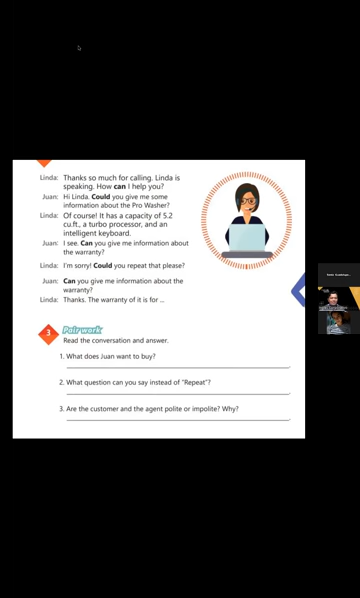 Linda: Thanks so much for calling. Linda is
speaking. How can I help you?
Juan: Hi Linda. Could you give me some
information about the Pro Washer?
Linda: Of course! It has a capacity of 5.2
cu.ft., a turbo processor, and an
intelligent keyboard.
Juan: I see. Can you give me information about
the warranty?
Linda: I'm sorry! Could you repeat that please?
Juan: Can you give me information about the
warranty?
Linda: Thanks. The warranty of it is for ...
3 Pair work
Read the conversation and answer.
1. What does Juan want to buy?
2. What question can you say instead of "Repeat"?
3. Are the customer and the agent polite or impolite? Why?